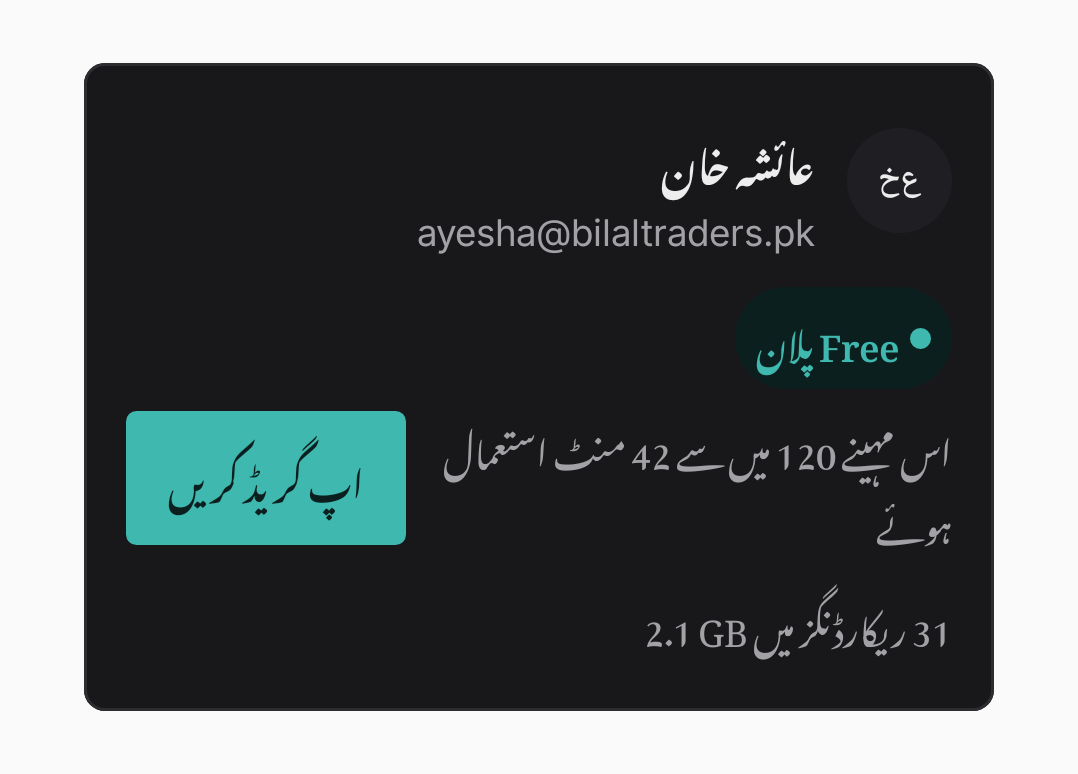 ع‌خ
عائشہ خان
ayesha@bilaltraders.pk
Free پلان
اس مہینے 120 میں سے 42 منٹ استعمال
ہوئے
اپ گریڈ کریں
31 ریکارڈنگز میں 2.1 GB